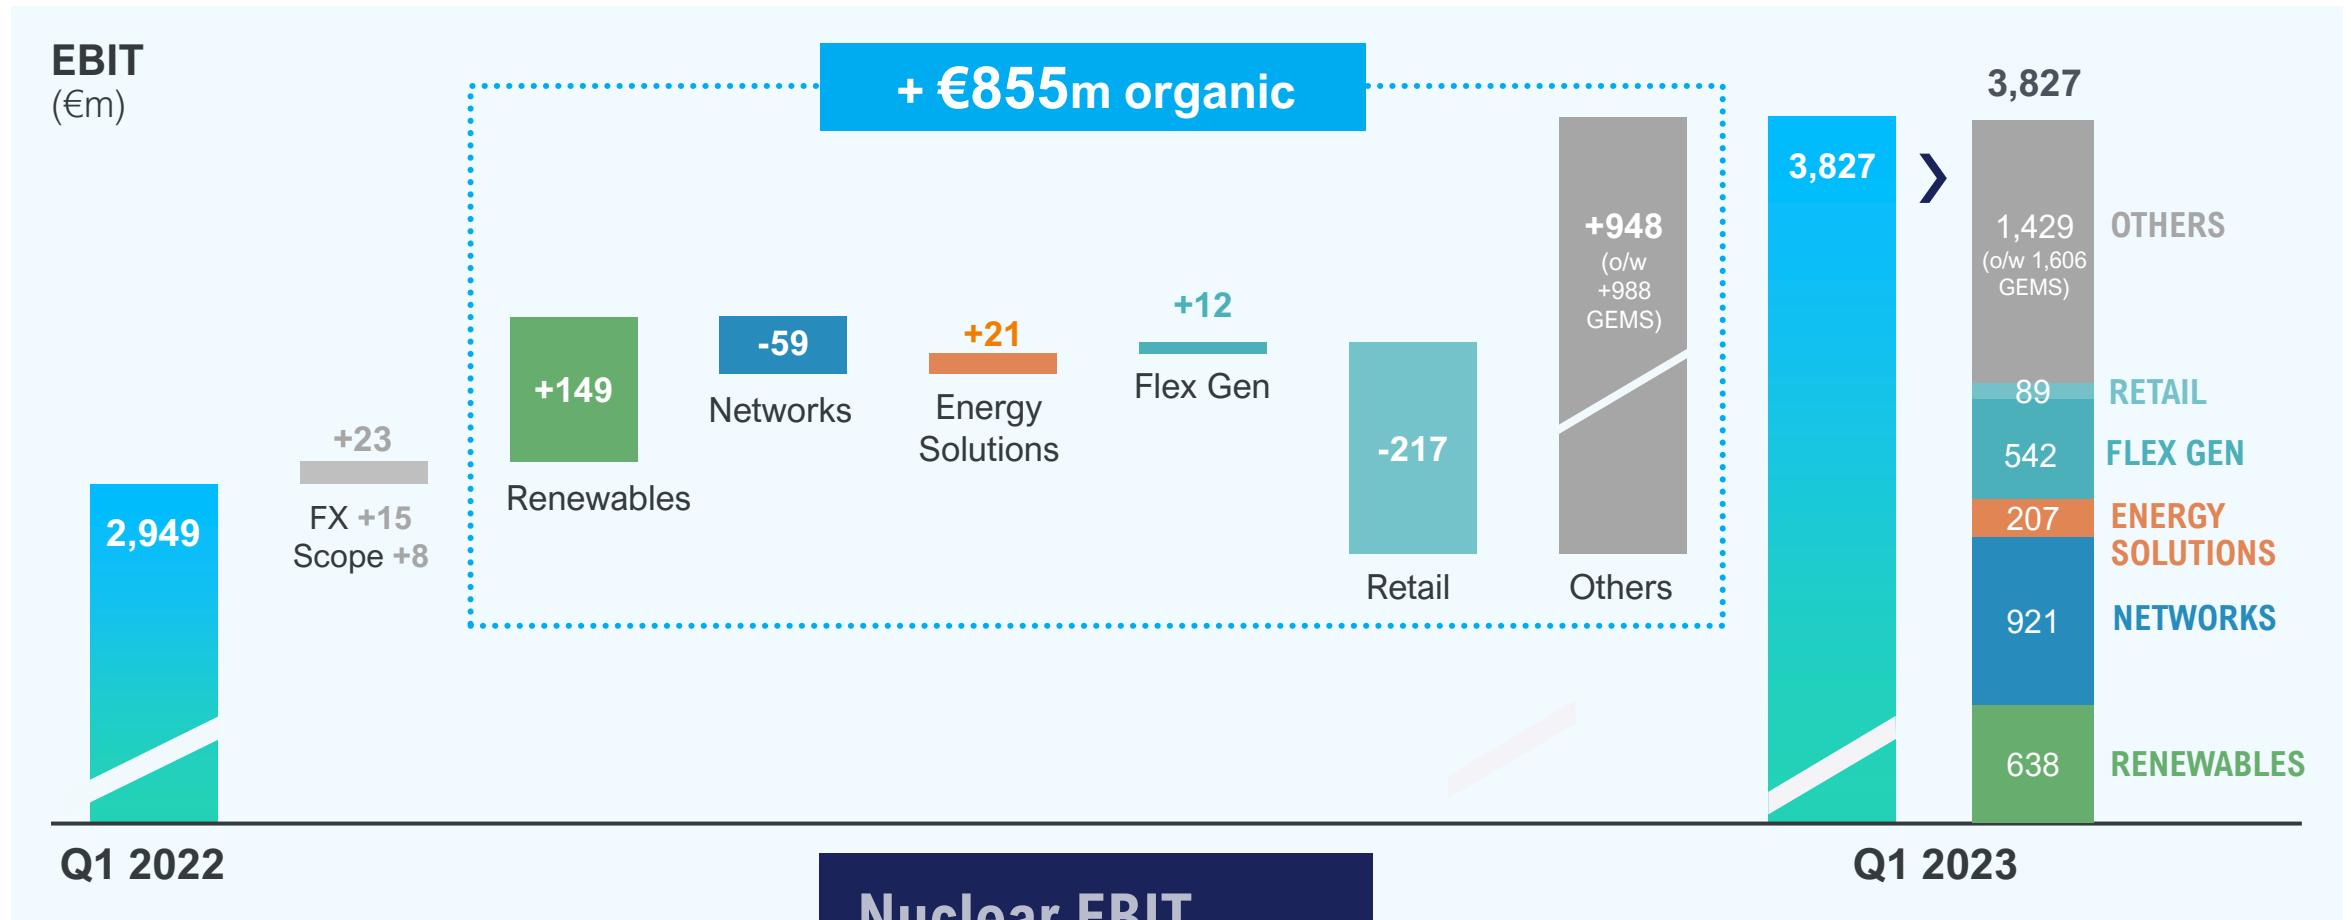 EBIT
(€m)
+ €855m organic
2,949
+23
FX +15
Scope +8
+149
Renewables
-59
Networks
+21
Energy
Solutions
+12
Flex Gen
-217
Retail
+948
(o/w
+988
GEMS)
Others
3,827
❯
3,827
1,429
(o/w 1,606
GEMS)
OTHERS
89
RETAIL
542
FLEX GEN
207
ENERGY
SOLUTIONS
921
NETWORKS
638
RENEWABLES
Q1 2022
Q1 2023
Nuclear EBIT